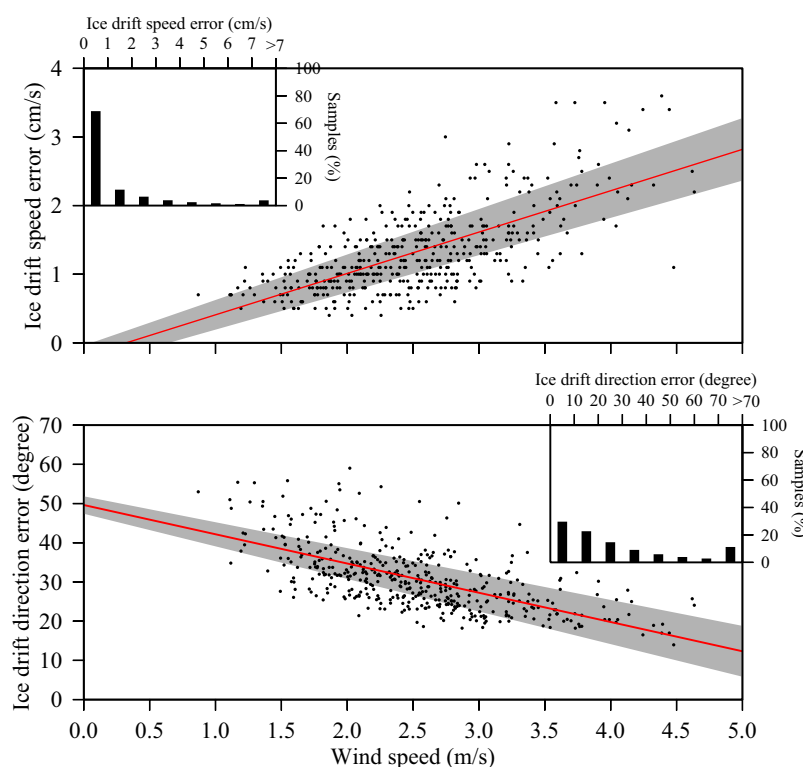 Ice drift speed error (cm/s)
0 1 2 3 4 5 6 7 >7
4
3
2
1
0
Ice drift speed error (cm/s)
100
80
60
40
20
0
Samples (%)
Ice drift direction error (degree)
0 10 20 30 40 50 60 70 >70
70
60
50
40
30
20
10
0
Ice drift direction error (degree)
100
80
60
40
20
0
Samples (%)
0.0 0.5 1.0 1.5 2.0 2.5 3.0 3.5 4.0 4.5 5.0
Wind speed (m/s)